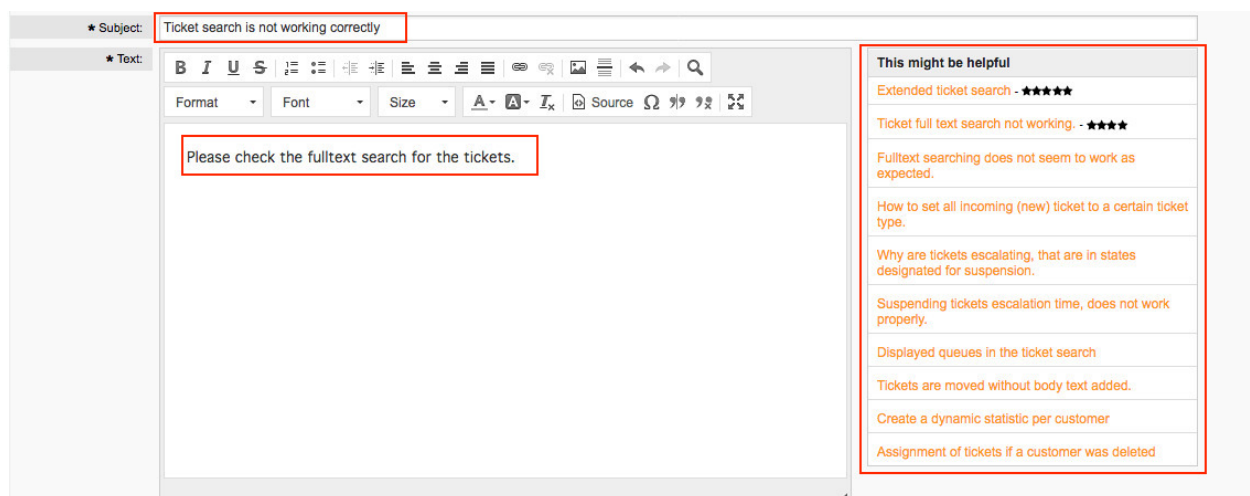 ★ Subject:
Ticket search is not working correctly
★ Text:
B I U S
Format Font Size A A Tx Source Ω
Please check the fulltext search for the tickets.
This might be helpful
Extended ticket search - ★★★★★
Ticket full text search not working. - ★★★★
Fulltext searching does not seem to work as
expected.
How to set all incoming (new) ticket to a certain ticket
type.
Why are tickets escalating, that are in states
designated for suspension.
Suspending tickets escalation time, does not work
properly.
Displayed queues in the ticket search
Tickets are moved without body text added.
Create a dynamic statistic per customer
Assignment of tickets if a customer was deleted